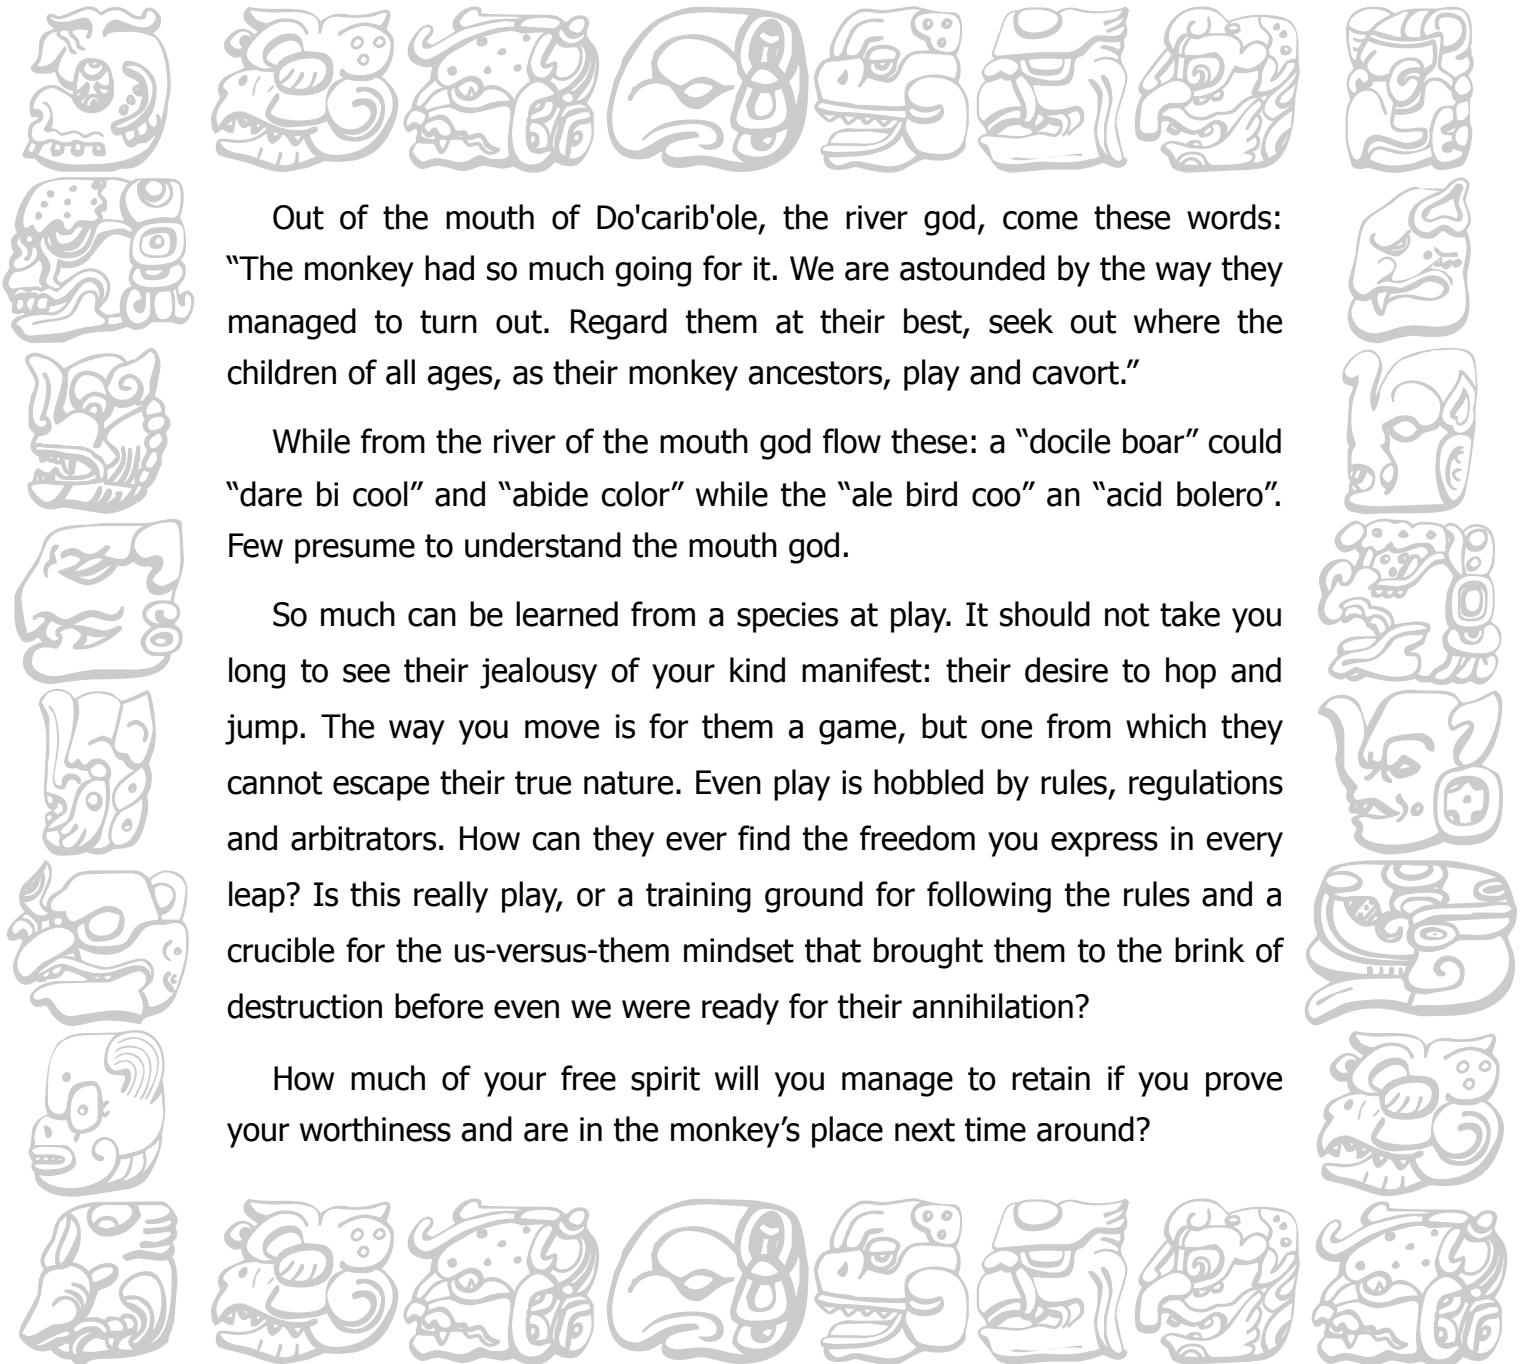 Out of the mouth of Do'carib'ole, the river god, come these words:
“The monkey had so much going for it. We are astounded by the way they
managed to turn out. Regard them at their best, seek out where the
children of all ages, as their monkey ancestors, play and cavort.”
While from the river of the mouth god flow these: a “docile boar” could
“dare bi cool” and “abide color” while the “ale bird coo” an “acid bolero”.
Few presume to understand the mouth god.
So much can be learned from a species at play. It should not take you
long to see their jealousy of your kind manifest: their desire to hop and
jump. The way you move is for them a game, but one from which they
cannot escape their true nature. Even play is hobbled by rules, regulations
and arbitrators. How can they ever find the freedom you express in every
leap? Is this really play, or a training ground for following the rules and a
crucible for the us-versus-them mindset that brought them to the brink of
destruction before even we were ready for their annihilation?
How much of your free spirit will you manage to retain if you prove
your worthiness and are in the monkey’s place next time around?